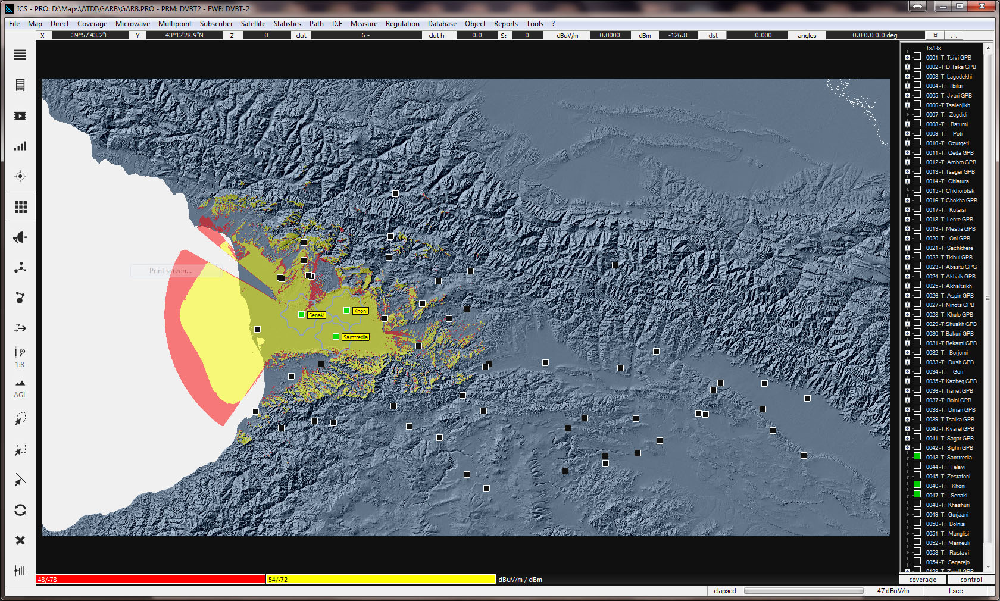 ICS - PRO: D:\Maps\ATDI\GARB\GARB.PRO - PRM: DVBT2 - EWF: DVBT-2
File Map Direct Coverage Microwave Multipoint Subscriber Satellite Statistics Path D.F Measure Regulation Database Object Reports Tools ?
X 39°57'43.2"E Y 43°12'28.9"N Z 0 clut 6 - clut h 0.0 S: 0 dBuV/m 0.0000 dBm -126.8 dst 0.000 angles 0.0 0.0 0.0 deg ¤ .-.
Tx/Rx
0001 -T: Tsivi GPB
0002 -T: D.Tska GPB
0003 -T: Lagodekhi
0004 -T: Tbilisi
0005 -T: Jvari GPB
0006 -T:Tsalenjikh
0007 -T: Zugdidi
0008 -T: Batumi
0009 -T: Poti
0010 -T: Ozurgeti
0011 -T: Qeda GPB
0012 -T: Ambro GPB
0013 -T:Tsager GPB
0014 -T: Chiatura
0015 -T:Chkhorotsk
0016 -T:Chokha GPB
0017 -T: Kutaisi
0018 -T: Lente GPB
0019 -T:Mestia GPB
0020 -T: Oni GPB
0021 -T: Sachkhere
0022 -T:Tkibul GPB
0023 -T:Abastu GPG
0024 -T: Akhalk GPB
0025 -T: Akhaltsikh
0026 -T: Aspin GPB
0027 -T: Ninots GPB
0028 -T: Khulo GPB
0029 -T: Shuakh GPB
0030 -T: Bakuri GPB
0031 -T: Bekami GPB
0032 -T: Borjomi
0033 -T: Dush GPB
0034 -T: Gori
0035 -T:Kazbeg GPB
0036 -T: Tianet GPB
0037 -T: Bolni GPB
0038 -T: Dman GPB
0039 -T:Tsalka GPB
0040 -T: Kvarel GPB
0041 -T: Sagar GPB
0042 -T: Sighn GPB
0043 -T: Samtredia
0044 -T: Telavi
0045 -T: Zestafoni
0046 -T: Khoni
0047 -T: Senaki
0048 -T: Khashuri
0049 -T: Gurjaani
0050 -T: Bolnisi
0051 -T: Manglisi
0052 -T: Marneuli
0053 -T: Rustavi
0054 -T: Sagarejo
Print screen...
Senaki
Khoni
Samtredia
1:8
AGL
48/-78 54/-72 dBuV/m / dBm
coverage control
elapsed 47 dBuV/m 1 sec -